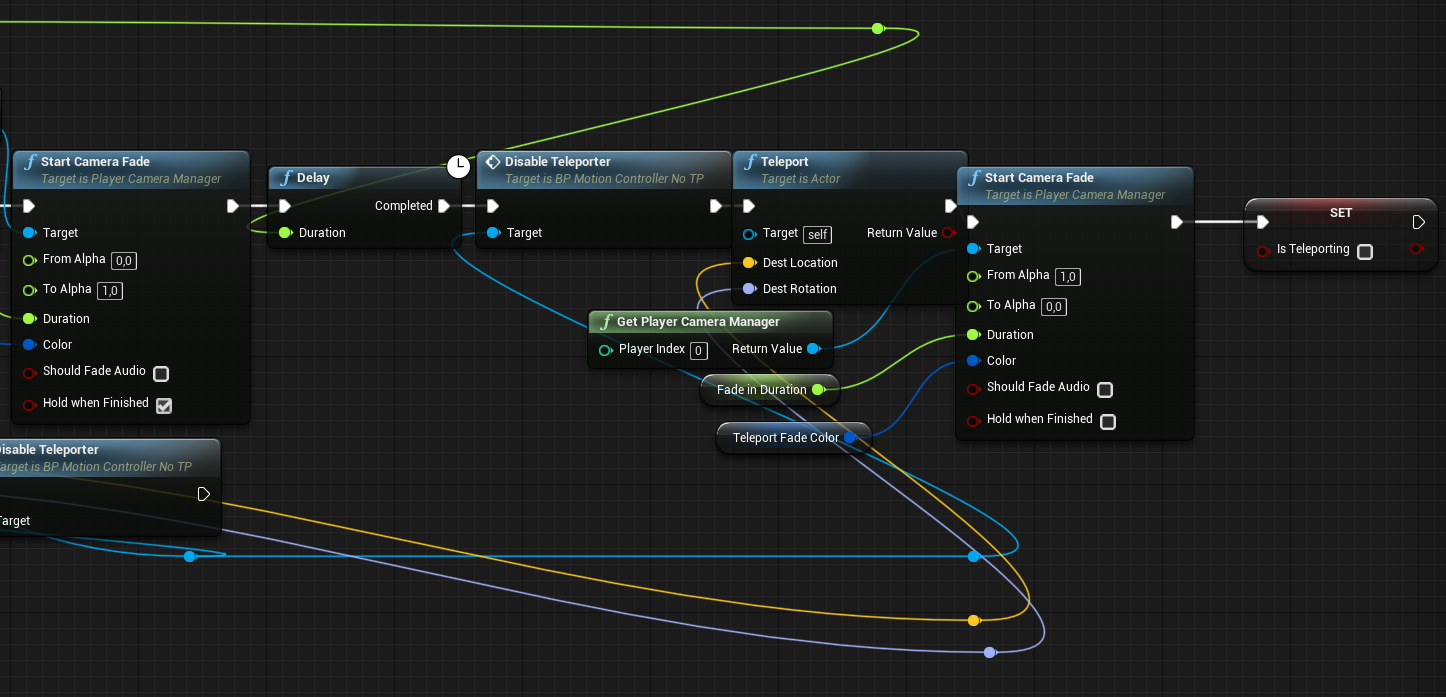 Start Camera Fade
Target is Player Camera Manager
Target
From Alpha 0,0
To Alpha 1,0
Duration
Color
Should Fade Audio
Hold when Finished
Delay
Completed
Duration
Disable Teleporter
Target is BP Motion Controller No TP
Target
Teleport
Target is Actor
Target self Return Value
Dest Location
Dest Rotation
Start Camera Fade
Target is Player Camera Manager
Target
From Alpha 1,0
To Alpha 0,0
Duration
Color
Should Fade Audio
Hold when Finished
SET
Is Teleporting
Get Player Camera Manager
Player Index 0 Return Value
Fade in Duration
Teleport Fade Color
isable Teleporter
arget is BP Motion Controller No TP
Target